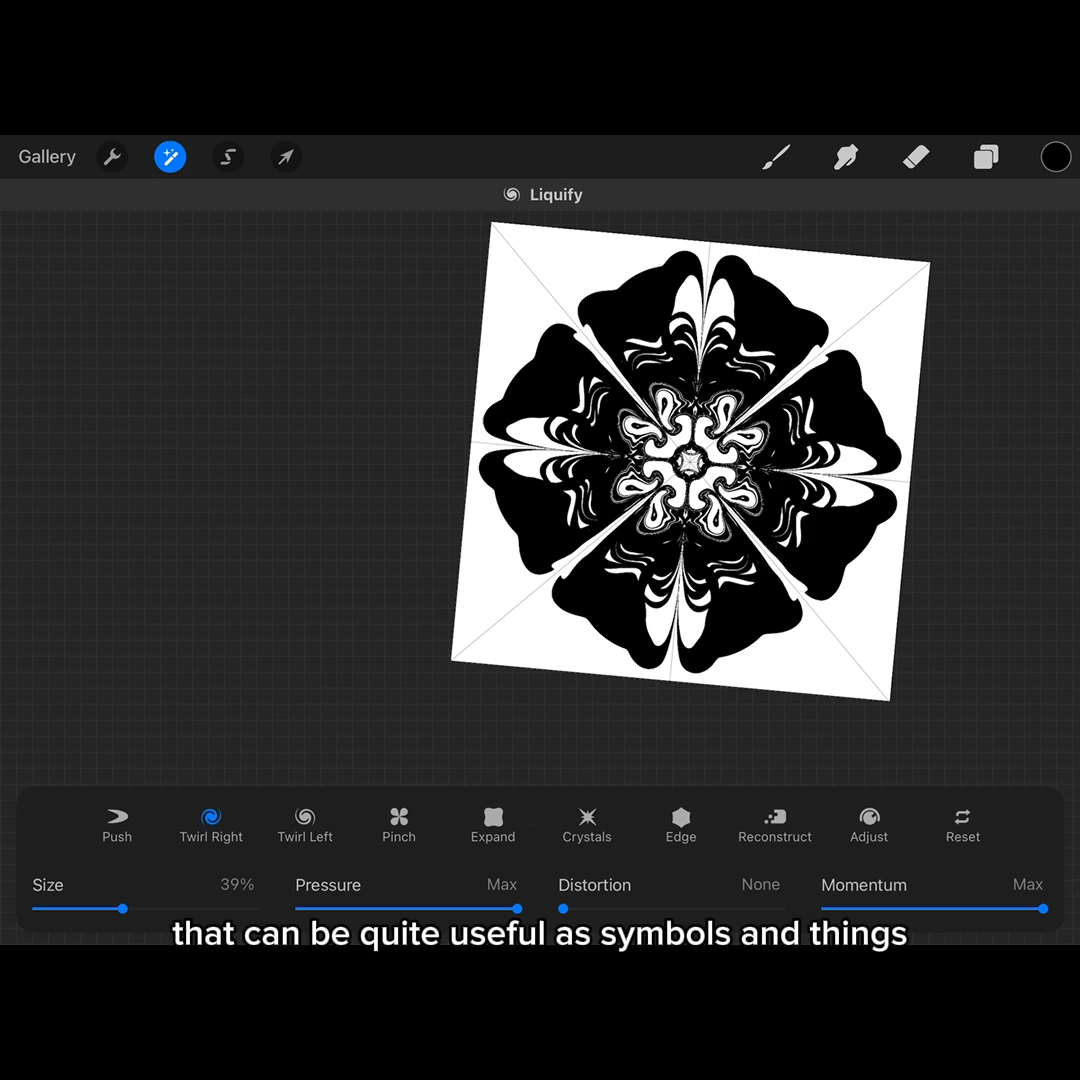 Gallery
Liquify
Push Twirl Right Twirl Left Pinch Expand Crystals Edge Reconstruct Adjust Reset
Size 39% Pressure Max Distortion None Momentum Max
that can be quite useful as symbols and things